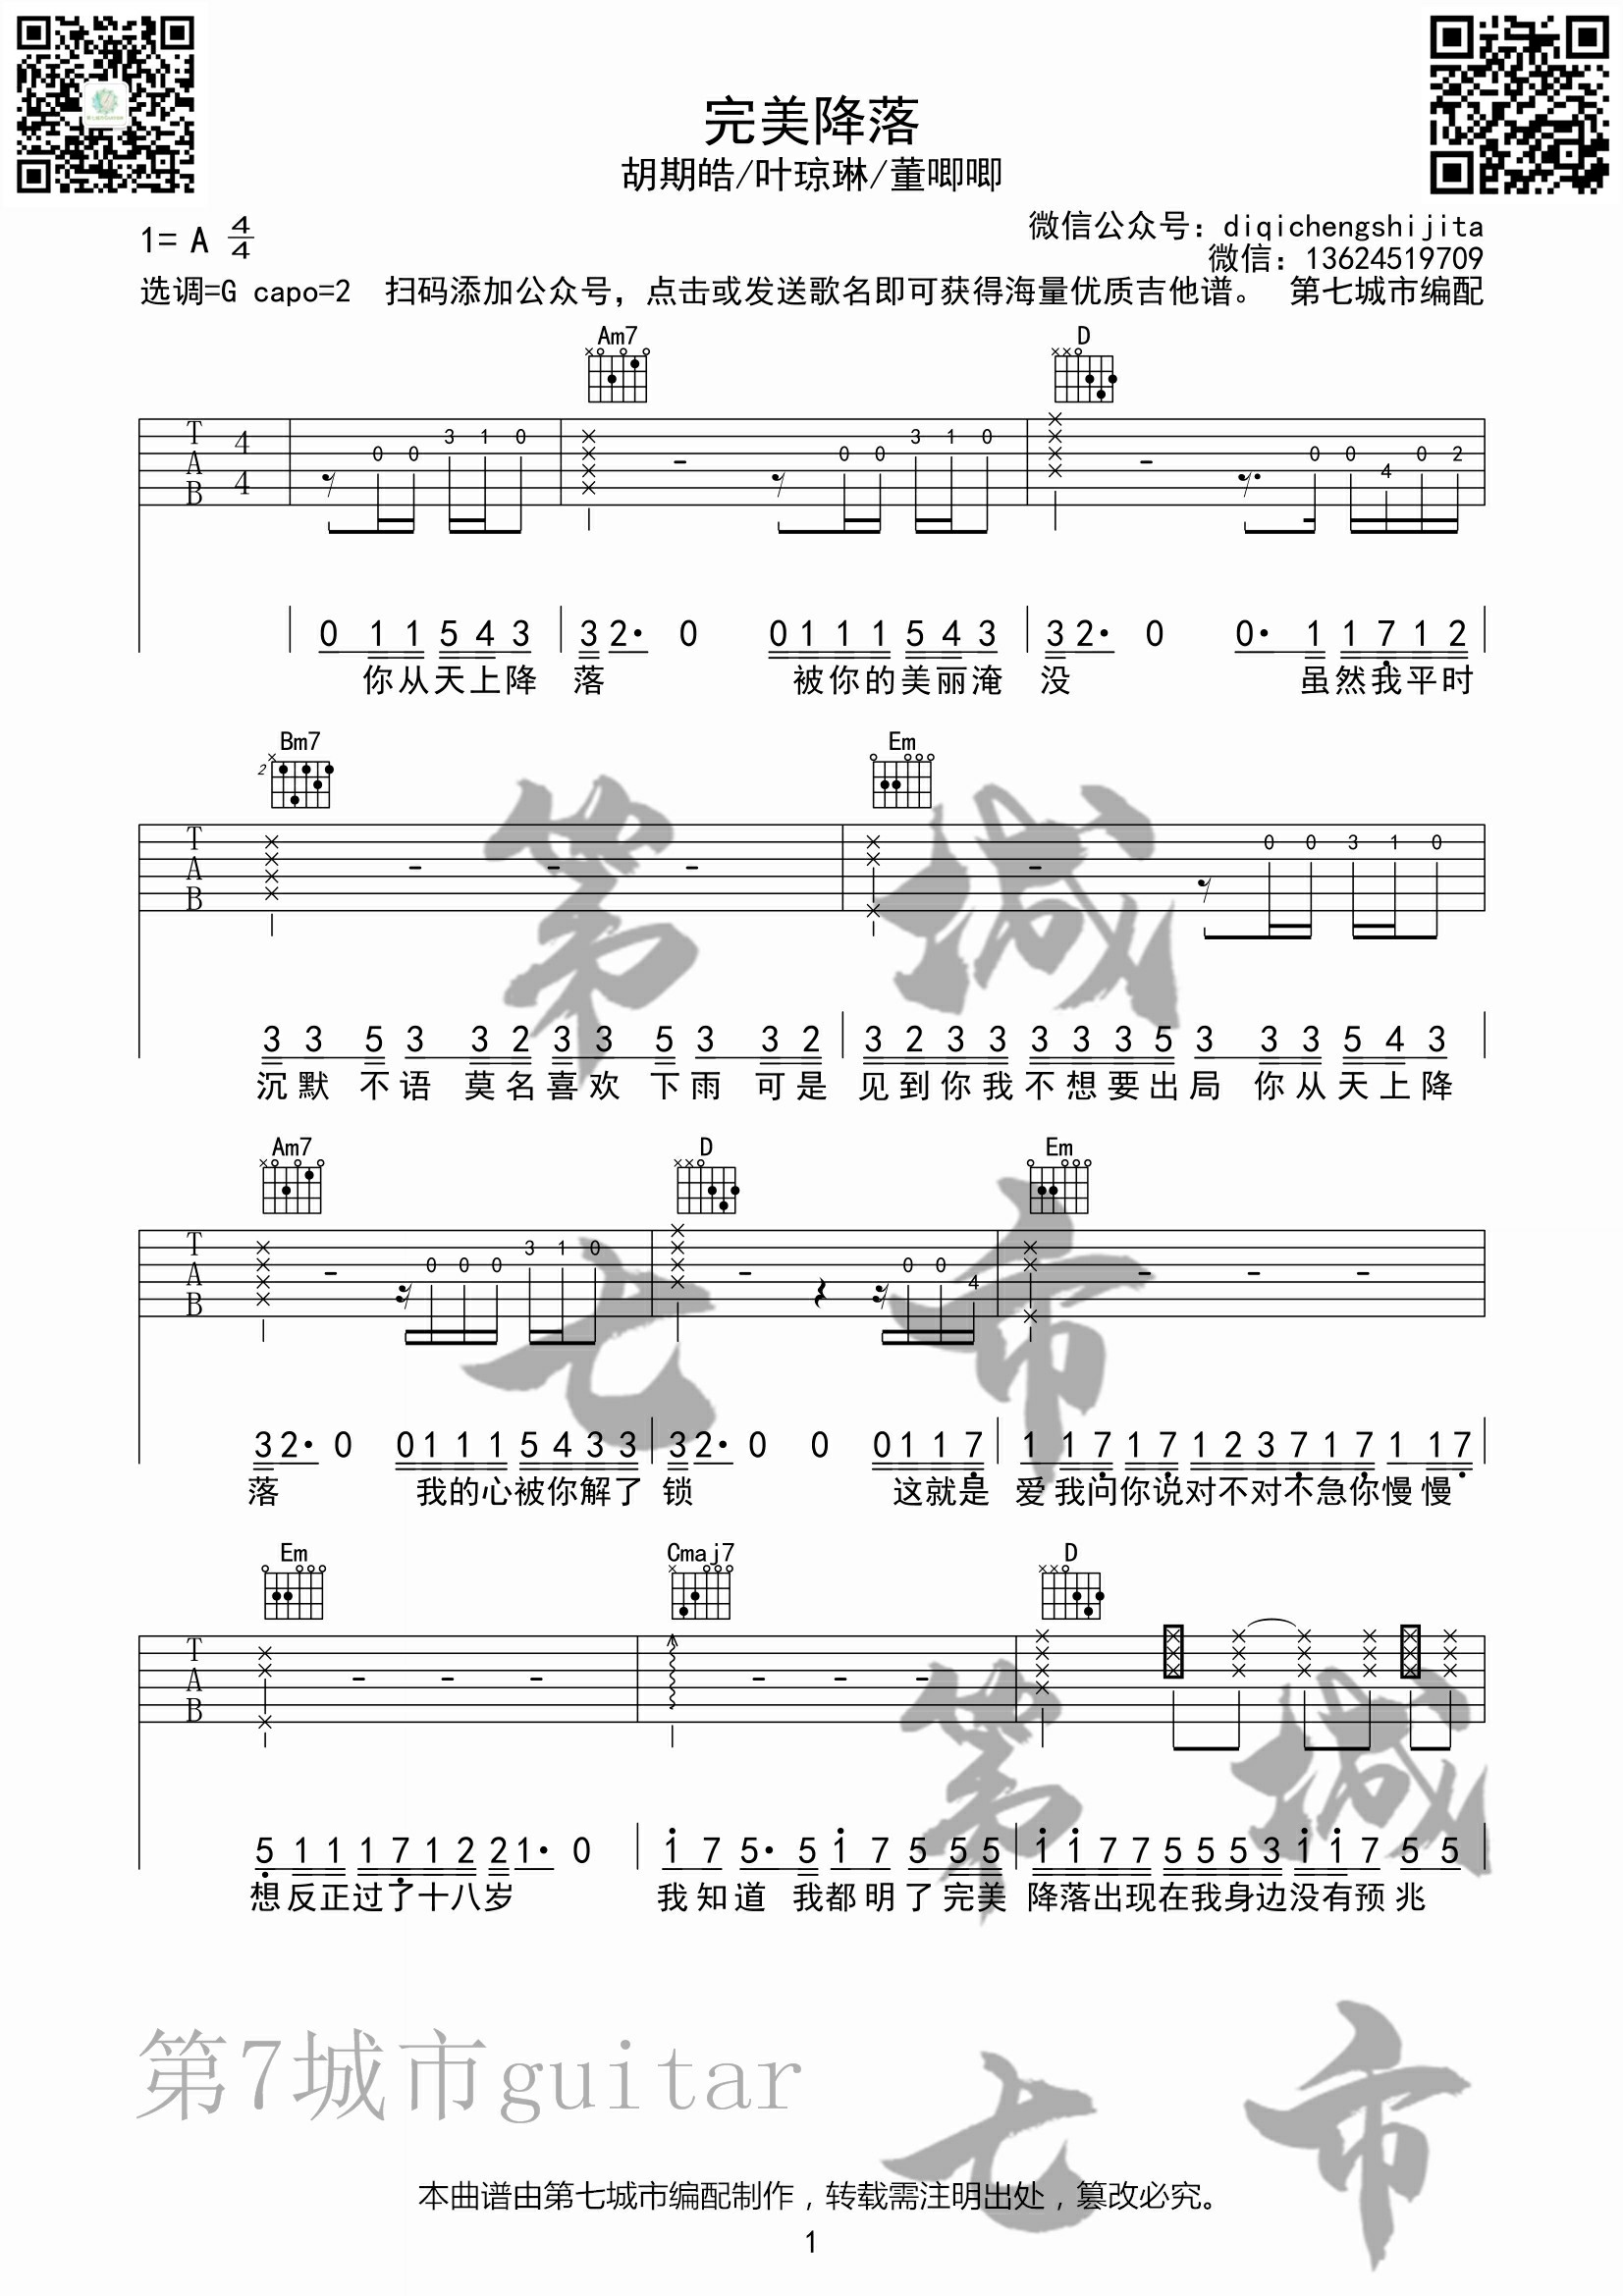 完美降落
胡期皓/叶琼琳/董唧唧
微信公众号：diqichengshijita
1= A 4/4
微信：13624519709
选调=G capo=2 扫码添加公众号，点击或发送歌名即可获得海量优质吉他谱。 第七城市编配
Am7 D
T A B 4/4 0 0 3 1 0 0 0 3 1 0 0 0 4 0 2
0 1 1 5 4 3 3 2· 0 0 1 1 1 5 4 3 3 2· 0 0· 1 1 7 1 2
你从天上降 落 被你的美丽淹 没 虽然我平时
Bm7 Em
2
T A B 0 0 3 1 0
3 3 5 3 3 2 3 3 5 3 3 2 3 2 3 3 3 3 3 5 3 3 3 5 4 3
沉默 不语 莫名喜欢 下雨 可是 见到你我不想要出局 你从天上降
Am7 D Em
T A B 0 0 0 3 1 0 0 0 4
3 2· 0 0 1 1 1 5 4 3 3 3 2· 0 0 0 1 1 7 1 1 7 1 7 1 2 3 7 1 7 1 1 7
落 我的心被你解了 锁 这就是 爱我问你说对不对不急你慢慢
Em Cmaj7 D
T A B
5 1 1 1 7 1 2 2 1· 0 1 7 5· 5 1 7 5 5 5 1 1 7 7 5 5 5 3 1 1 7 5 5
想反正过了十八岁 我知道 我都明了完美 降落出现在我身边没有预兆
第 城
七 市
第 城
七 市
第7城市guitar
本曲谱由第七城市编配制作，转载需注明出处，篡改必究。
1